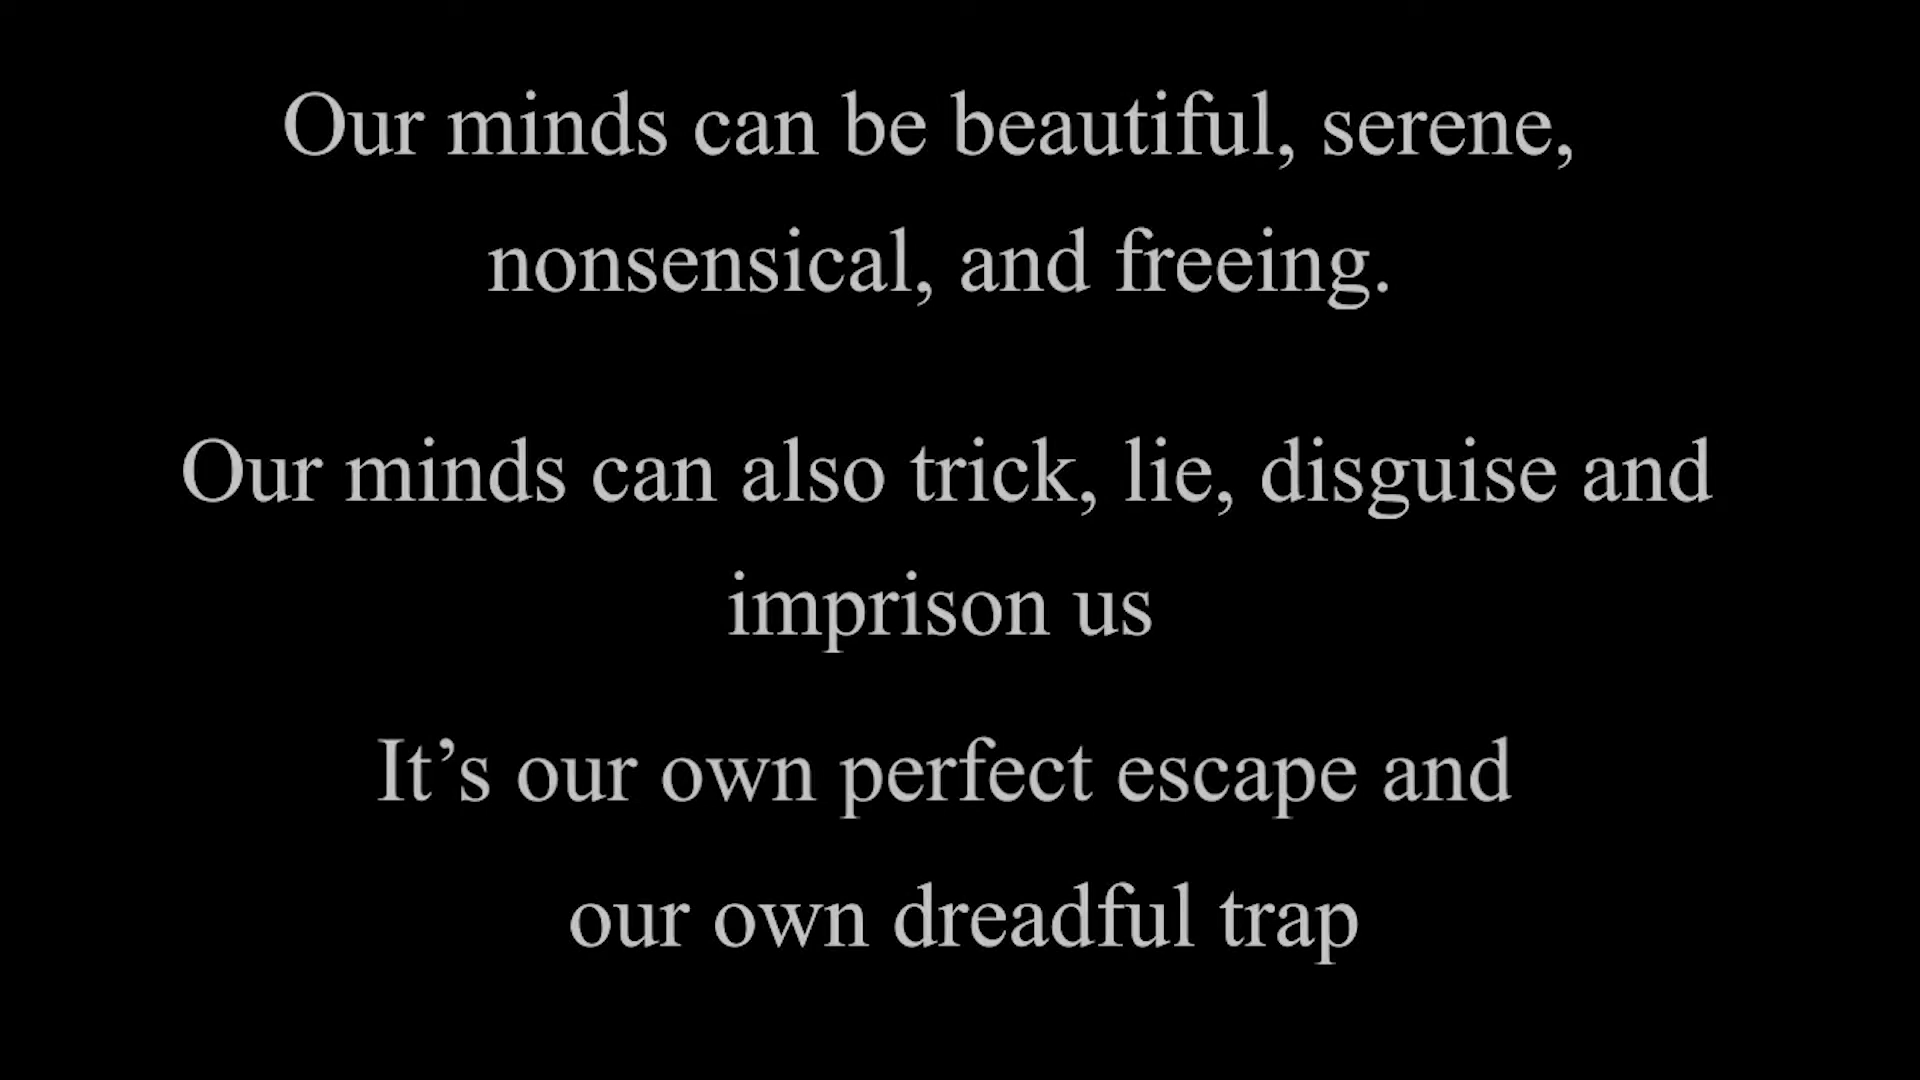 Our minds can be beautiful, serene,
nonsensical, and freeing.
Our minds can also trick, lie, disguise and
imprison us
It’s our own perfect escape and
our own dreadful trap